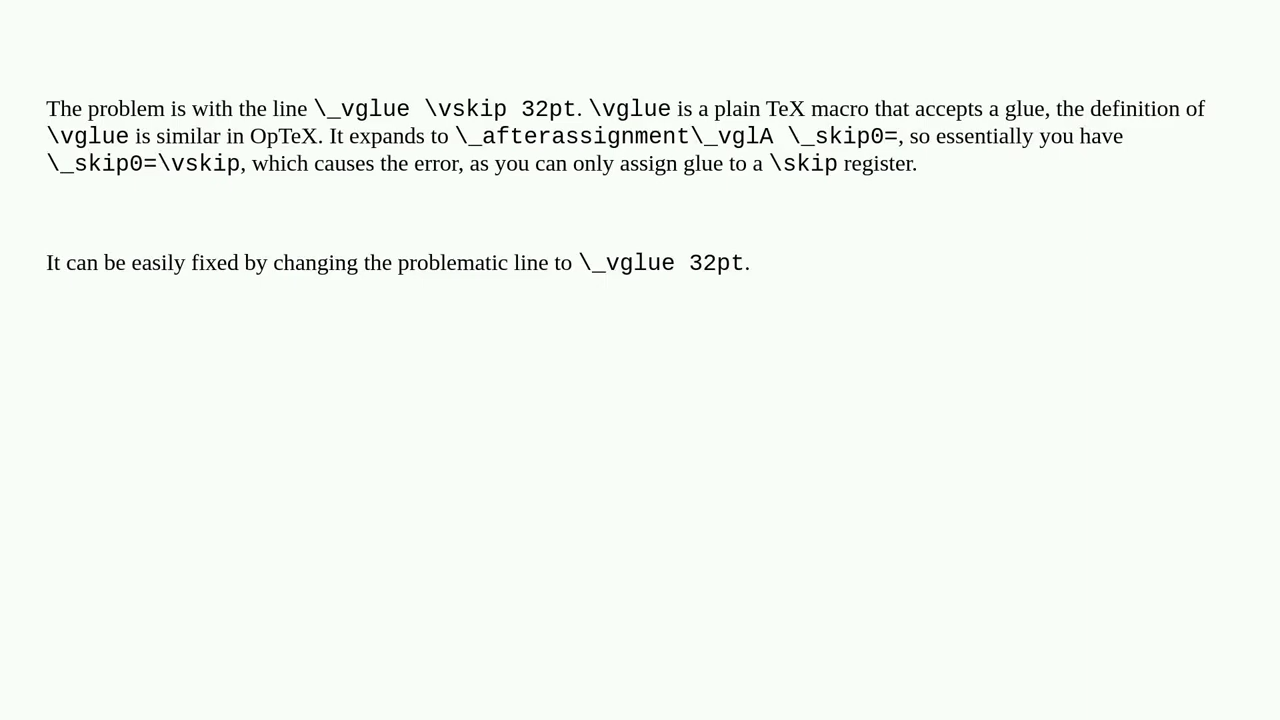 The problem is with the line \_vglue \vskip 32pt. \vglue is a plain TeX macro that accepts a glue, the definition of
\vglue is similar in OpTeX. It expands to \_afterassignment\_vglA \_skip0=, so essentially you have
\_skip0=\vskip, which causes the error, as you can only assign glue to a \skip register.
It can be easily fixed by changing the problematic line to \_vglue 32pt.